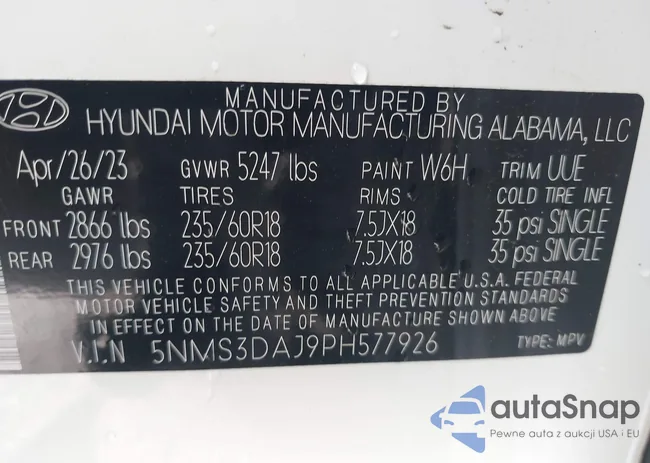 MANUFACTURED BY
HYUNDAI MOTOR MANUFACTURING ALABAMA, LLC
Apr/26/23 GVWR 5247 lbs PAINT W6H TRIM UUE
GAWR TIRES RIMS COLD TIRE INFL
FRONT 2866 lbs 235/60R18 7.5JX18 35 psi SINGLE
REAR 2976 lbs 235/60R18 7.5JX18 35 psi SINGLE
THIS VEHICLE CONFORMS TO ALL APPLICABLE U.S.A. FEDERAL
MOTOR VEHICLE SAFETY AND THEFT PREVENTION STANDARDS
IN EFFECT ON THE DATE OF MANUFACTURE SHOWN ABOVE.
V.I.N 5NMS3DAJ9PH577926 TYPE: MPV
autaSnap
Pewne auta z aukcji USA i EU